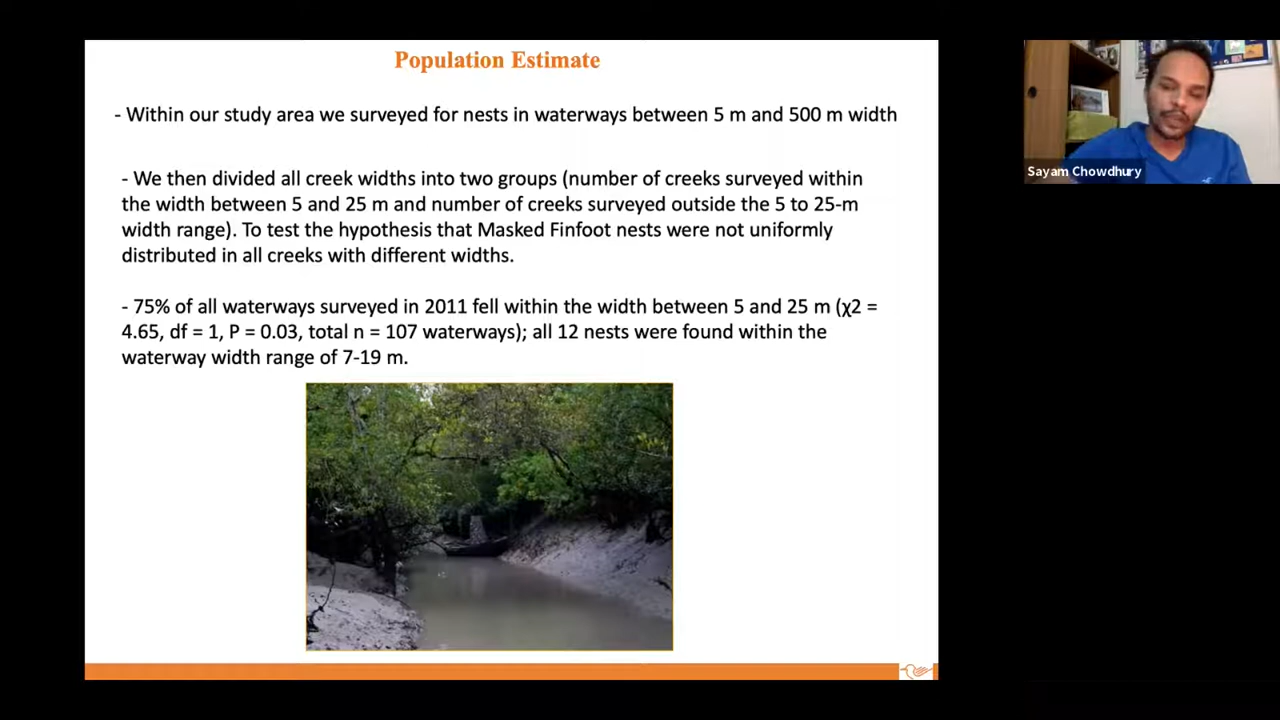 Population Estimate
- Within our study area we surveyed for nests in waterways between 5 m and 500 m width
- We then divided all creek widths into two groups (number of creeks surveyed within
the width between 5 and 25 m and number of creeks surveyed outside the 5 to 25-m
width range). To test the hypothesis that Masked Finfoot nests were not uniformly
distributed in all creeks with different widths.
- 75% of all waterways surveyed in 2011 fell within the width between 5 and 25 m (χ2 =
4.65, df = 1, P = 0.03, total n = 107 waterways); all 12 nests were found within the
waterway width range of 7-19 m.
Sayam Chowdhury